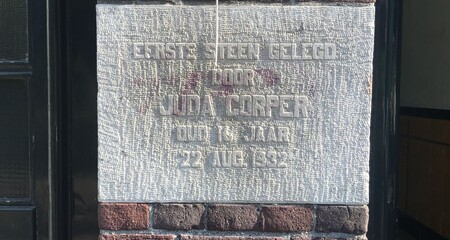 EERSTE STEEN GELEGD
DOOR
JUDA CORPER
OUD 14 JAAR
22 AUG. 1932